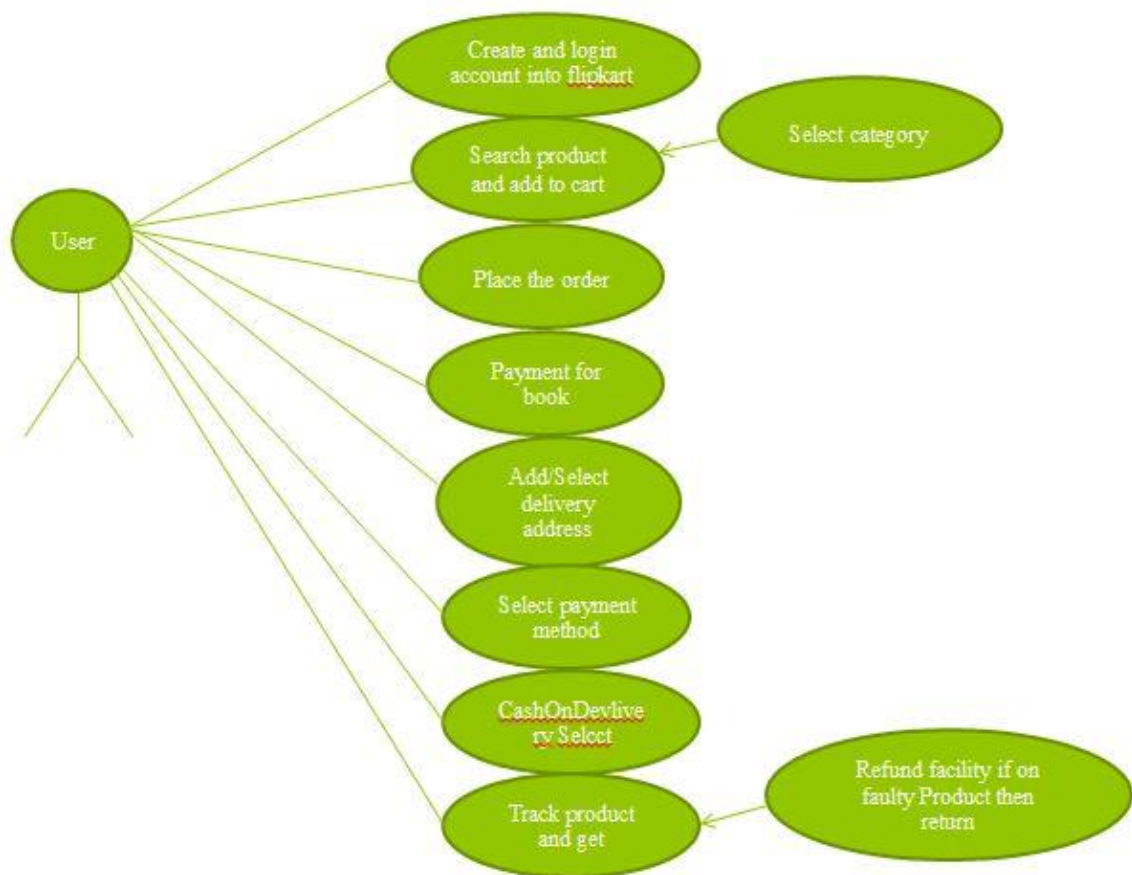 Create and login
account into flipkart
Select category
Search product
and add to cart
User
Place the order
Payment for
book
Add/Select
delivery
address
Select payment
method
CashOnDevlive
ry Selcct
Refund facility if on
faulty Product then
return
Track product
and get